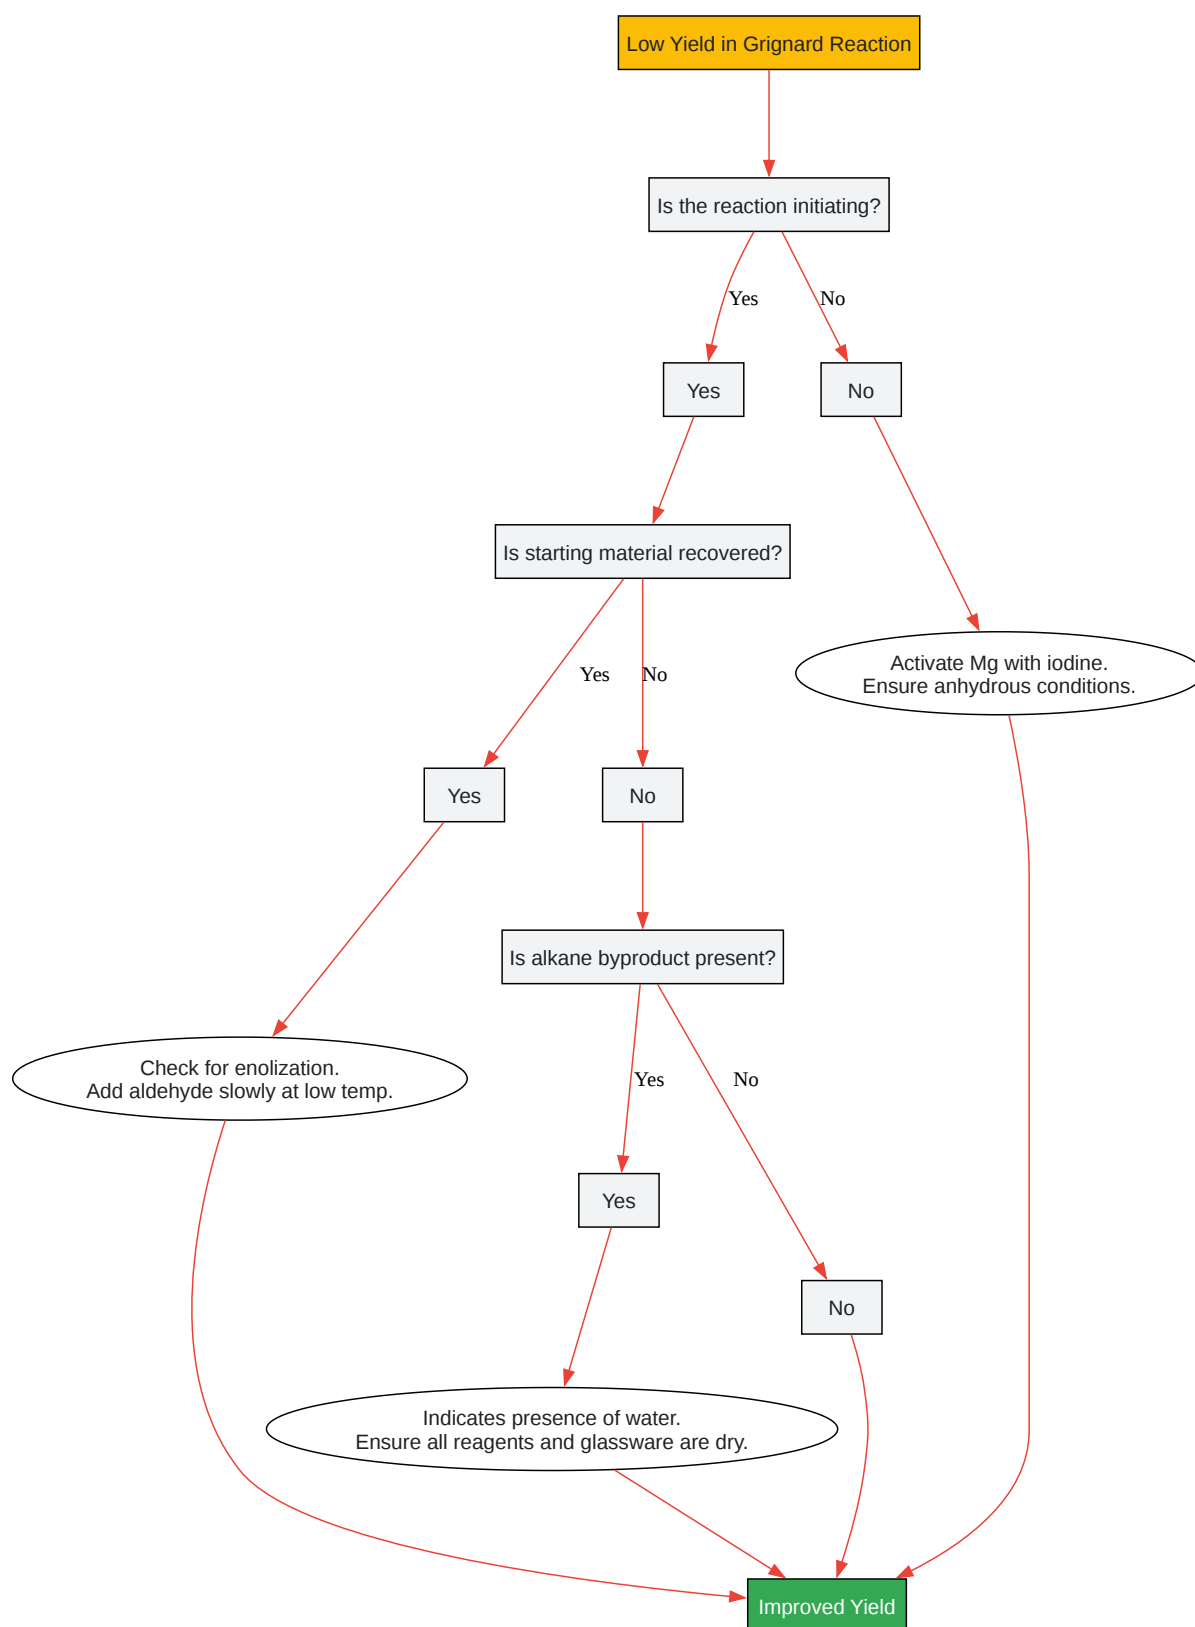 Low Yield in Grignard Reaction
Is the reaction initiating?
Yes
No
Yes
No
Is starting material recovered?
Yes
No
Activate Mg with iodine.
Ensure anhydrous conditions.
Yes
No
Is alkane byproduct present?
Check for enolization.
Add aldehyde slowly at low temp.
Yes
No
Yes
No
Indicates presence of water.
Ensure all reagents and glassware are dry.
Improved Yield